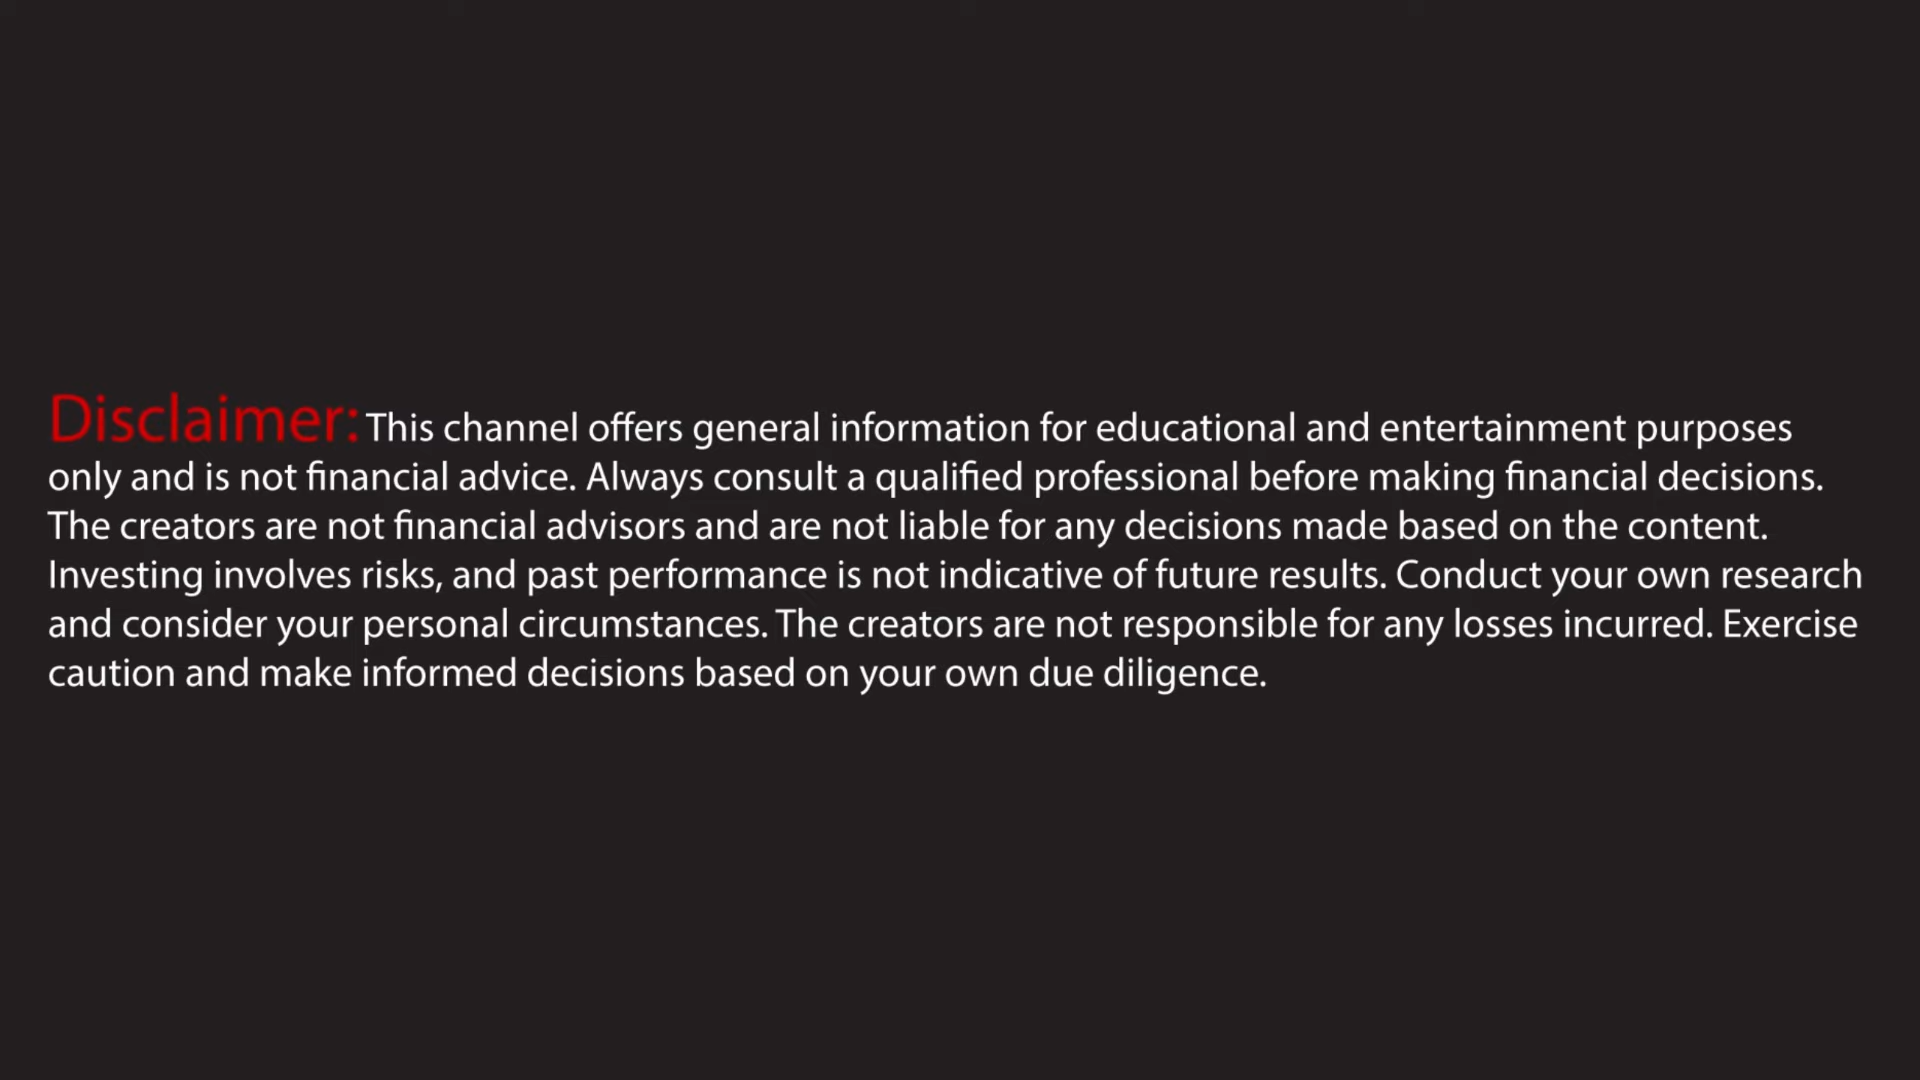 Disclaimer: This channel offers general information for educational and entertainment purposes
only and is not financial advice. Always consult a qualified professional before making financial decisions.
The creators are not financial advisors and are not liable for any decisions made based on the content.
Investing involves risks, and past performance is not indicative of future results. Conduct your own research
and consider your personal circumstances. The creators are not responsible for any losses incurred. Exercise
caution and make informed decisions based on your own due diligence.